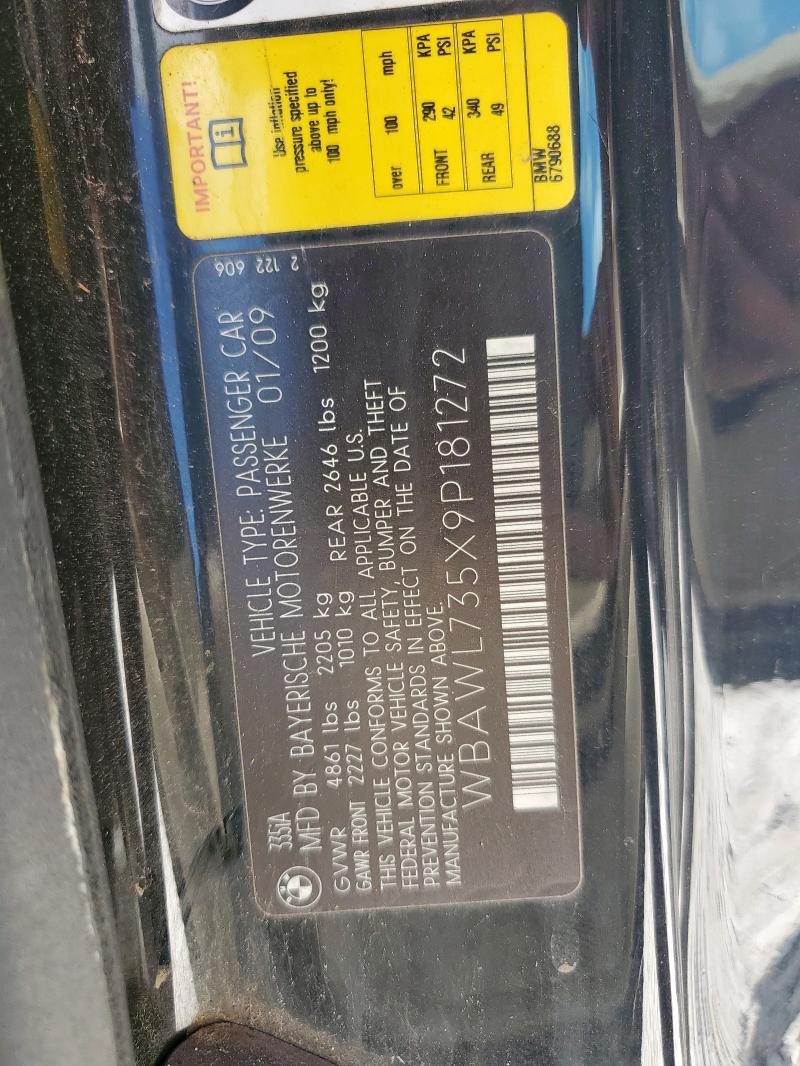 IMPORTANT!
i
Use inflation
pressure specified
above up to
100 mph only!
over 100 mph
FRONT 290 KPA
42 PSI
REAR 340 KPA
49 PSI
BMW
6790688
2 122 606
335iA VEHICLE TYPE: PASSENGER CAR
MFD BY BAYERISCHE MOTORENWERKE 01/09
GVWR 4861 lbs 2205 kg
GAWR FRONT 2227 lbs 1010 kg REAR 2646 lbs 1200 kg
THIS VEHICLE CONFORMS TO ALL APPLICABLE U.S.
FEDERAL MOTOR VEHICLE SAFETY, BUMPER AND THEFT
PREVENTION STANDARDS IN EFFECT ON THE DATE OF
MANUFACTURE SHOWN ABOVE.
WBAWL735X9P181272